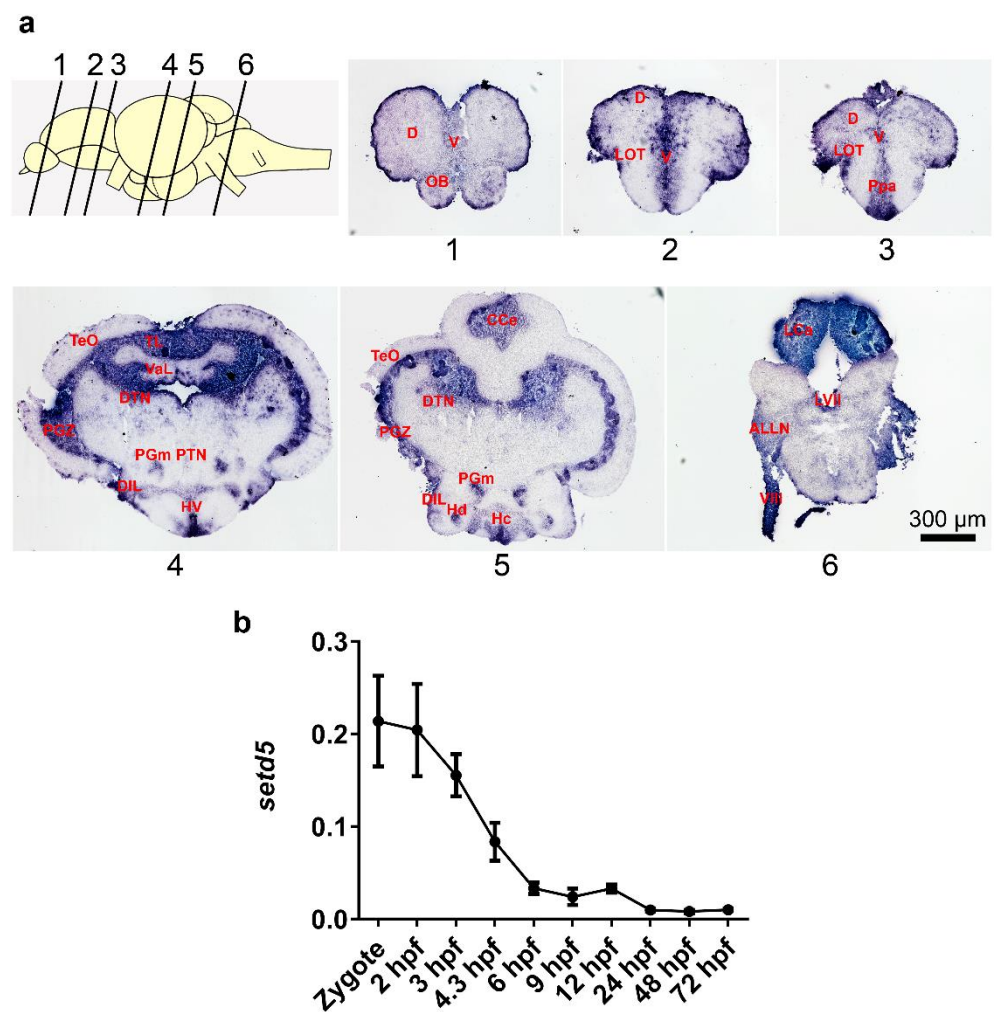 a
1 2 3 4 5 6
D
V
OB
1
D
LOT
V
2
D
V
LOT
Ppa
3
TeO
TL
VaL
DTN
PGZ
PGm PTN
DIL
HV
4
CCe
TeO
DTN
PGZ
PGm
DIL
Hd
Hc
5
LCa
LVII
ALLN
VIII
300 µm
6
b
setd5
0.3
0.2
0.1
0.0
Zygote
2 hpf
3 hpf
4.3 hpf
6 hpf
9 hpf
12 hpf
24 hpf
48 hpf
72 hpf